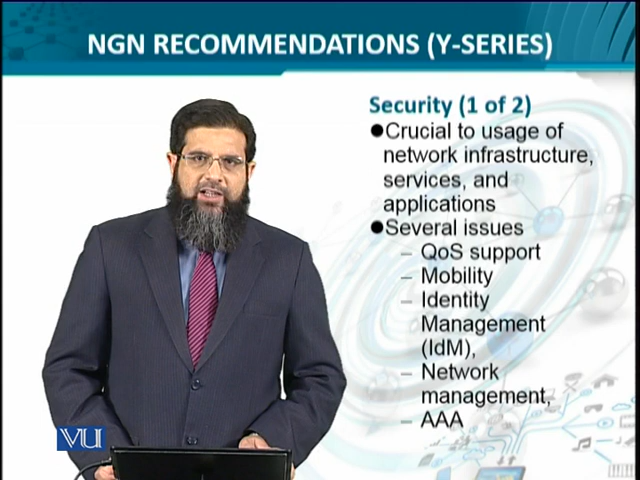 NGN RECOMMENDATIONS (Y-SERIES)
Security (1 of 2)
●Crucial to usage of
network infrastructure,
services, and
applications
●Several issues
– QoS support
– Mobility
– Identity
Management
(IdM),
– Network
management,
– AAA
VU